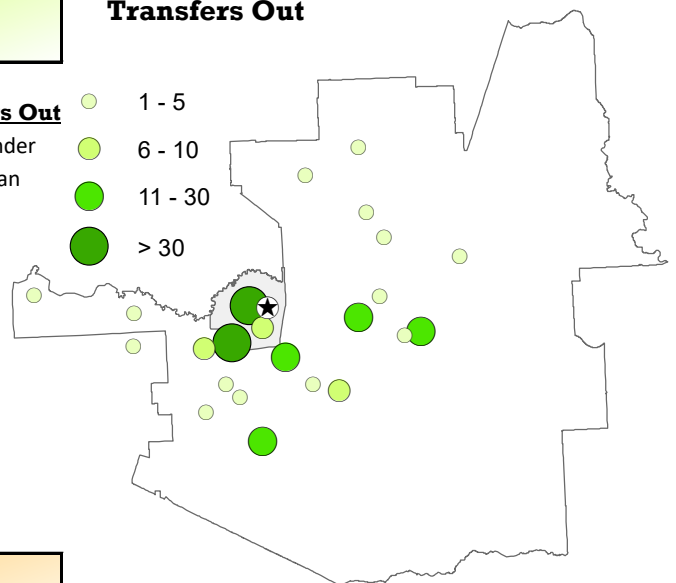 Transfers Out
s Out
nder
an
1 - 5
6 - 10
11 - 30
> 30